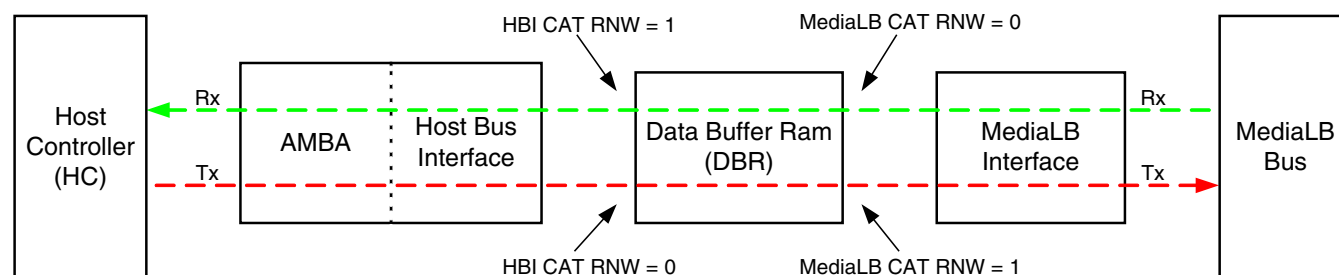 HBI CAT RNW = 1
MediaLB CAT RNW = 0
Host
Controller
(HC)
Rx
Tx
AMBA
Host Bus
Interface
Data Buffer Ram
(DBR)
MediaLB
Interface
Rx
Tx
MediaLB
Bus
HBI CAT RNW = 0
MediaLB CAT RNW = 1